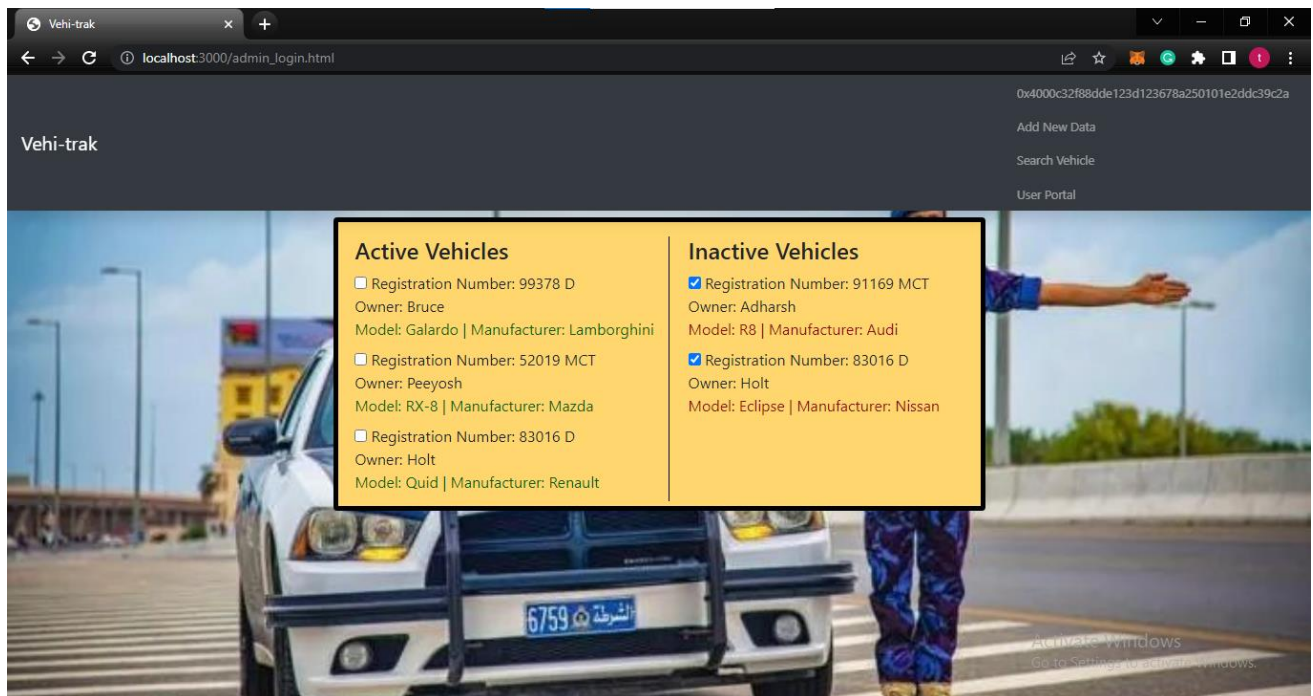 Vehi-trak
localhost:3000/admin_login.html
t
0x4000c32f88dde123d123678a250101e2ddc39c2a
Vehi-trak
Add New Data
Search Vehicle
User Portal
Active Vehicles
Registration Number: 99378 D
Owner: Bruce
Model: Galardo | Manufacturer: Lamborghini
Registration Number: 52019 MCT
Owner: Peeyosh
Model: RX-8 | Manufacturer: Mazda
Registration Number: 83016 D
Owner: Holt
Model: Quid | Manufacturer: Renault
Inactive Vehicles
Registration Number: 91169 MCT
Owner: Adharsh
Model: R8 | Manufacturer: Audi
Registration Number: 83016 D
Owner: Holt
Model: Eclipse | Manufacturer: Nissan
6759 الشرطة
Activate Windows
Go to Settings to activate Windows.